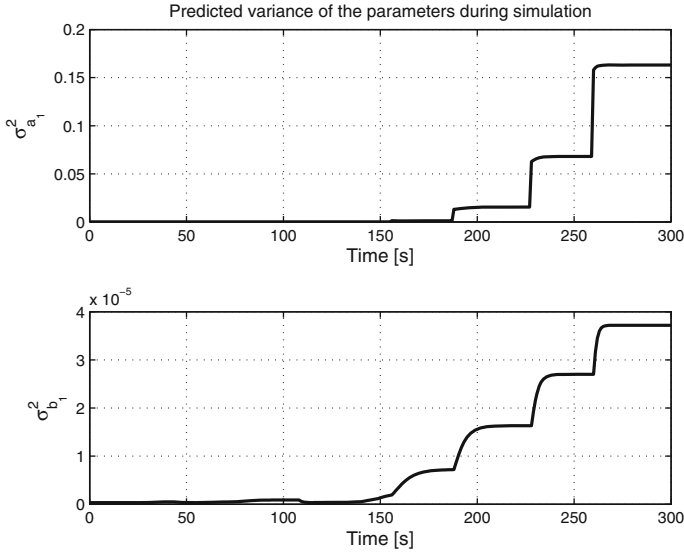 Predicted variance of the parameters during simulation
0.2
0.15
0.1
0.05
0
σ²a₁
0 50 100 150 200 250 300
Time [s]
x 10⁻⁵
4
3
2
1
0
σ²b₁
0 50 100 150 200 250 300
Time [s]